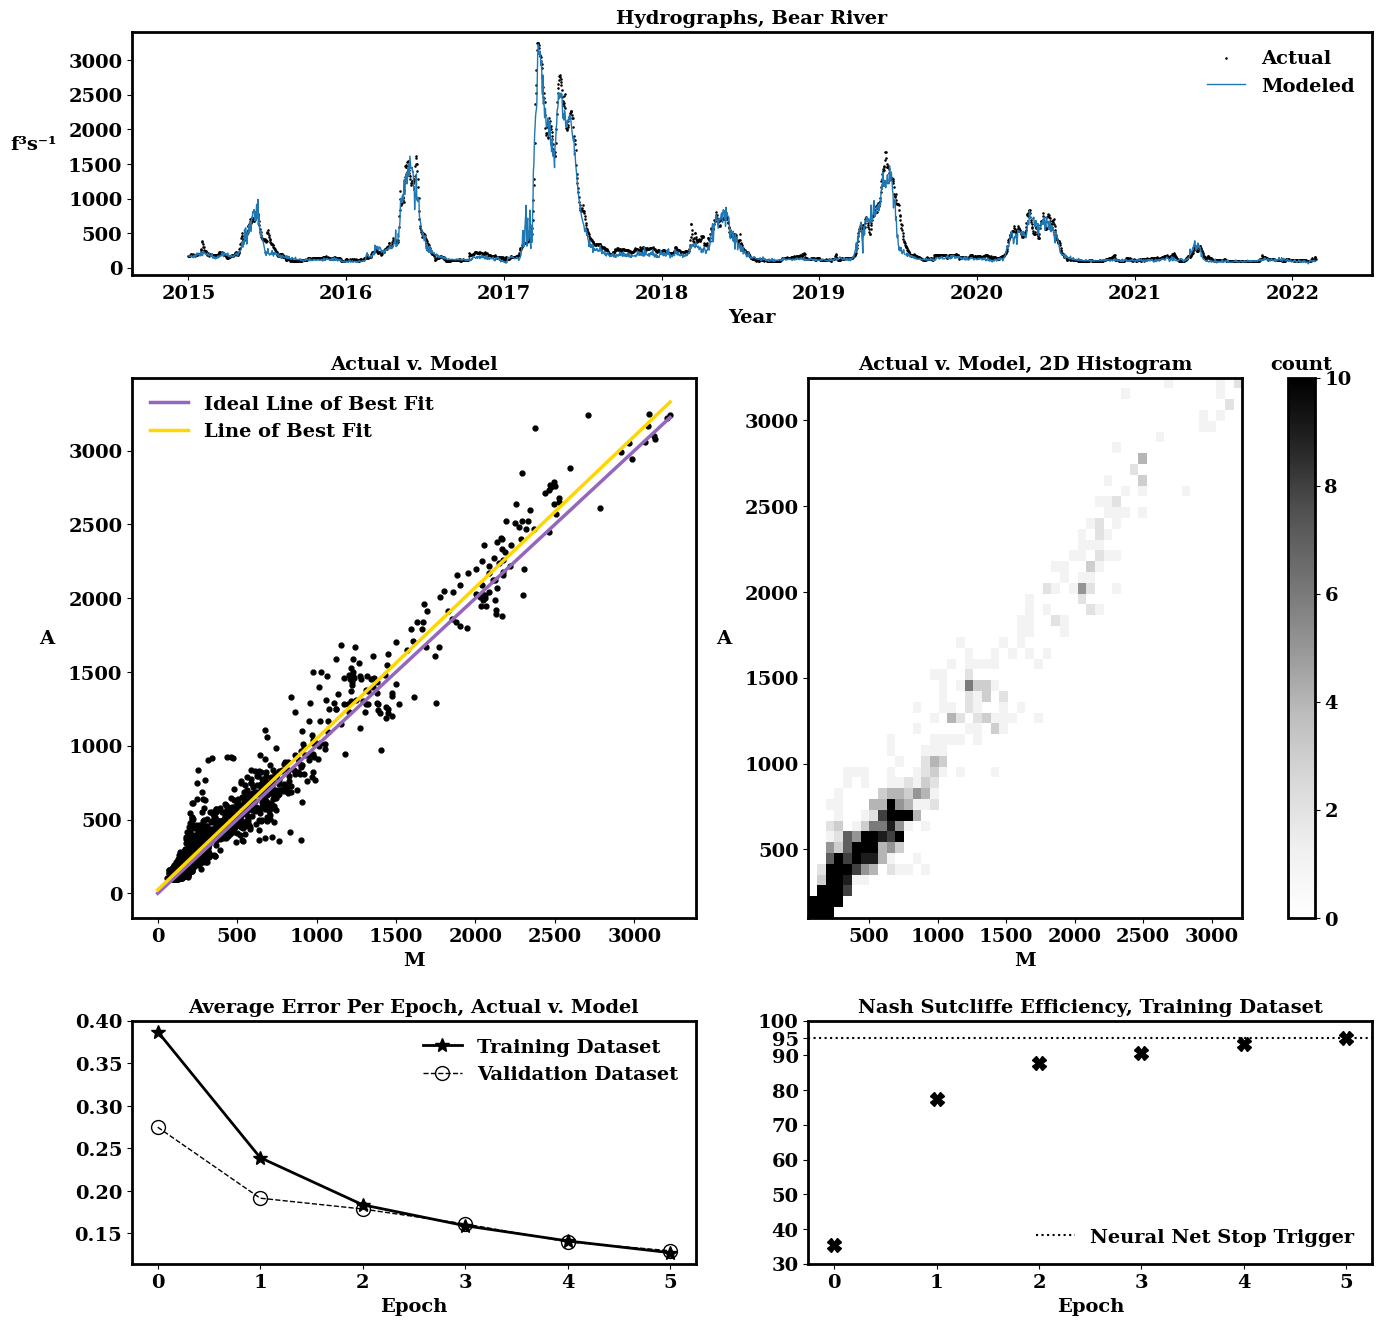 Hydrographs, Bear River
3000
2500
2000
1500
1000
500
0
f³s⁻¹
Actual
Modeled
2015 2016 2017 2018 2019 2020 2021 2022
Year
Actual v. Model
Ideal Line of Best Fit
Line of Best Fit
3000
2500
2000
1500
1000
500
0
A
0 500 1000 1500 2000 2500 3000
M
Actual v. Model, 2D Histogram
3000
2500
2000
1500
1000
500
A
500 1000 1500 2000 2500 3000
M
count
10
8
6
4
2
0
Average Error Per Epoch, Actual v. Model
0.40
0.35
0.30
0.25
0.20
0.15
Training Dataset
Validation Dataset
0 1 2 3 4 5
Epoch
Nash Sutcliffe Efficiency, Training Dataset
100
95
90
80
70
60
50
40
30
Neural Net Stop Trigger
0 1 2 3 4 5
Epoch